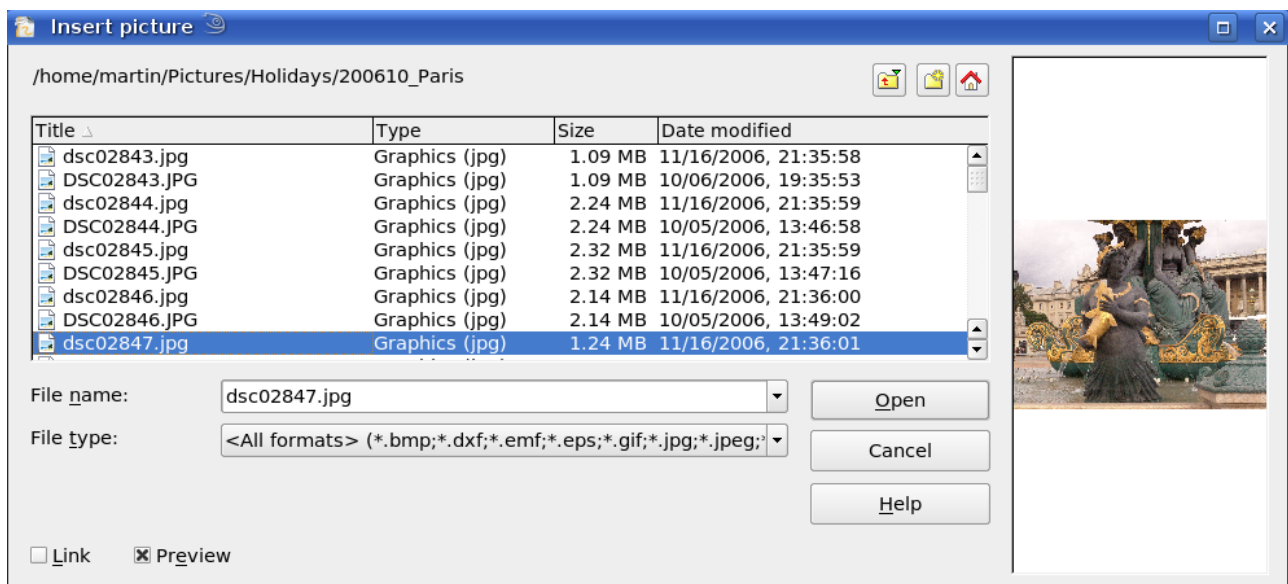 Insert picture
/home/martin/Pictures/Holidays/200610_Paris
Title Type Size Date modified
dsc02843.jpg Graphics (jpg) 1.09 MB 11/16/2006, 21:35:58
DSC02843.JPG Graphics (jpg) 1.09 MB 10/06/2006, 19:35:53
dsc02844.jpg Graphics (jpg) 2.24 MB 11/16/2006, 21:35:59
DSC02844.JPG Graphics (jpg) 2.24 MB 10/05/2006, 13:46:58
dsc02845.jpg Graphics (jpg) 2.32 MB 11/16/2006, 21:35:59
DSC02845.JPG Graphics (jpg) 2.32 MB 10/05/2006, 13:47:16
dsc02846.jpg Graphics (jpg) 2.14 MB 11/16/2006, 21:36:00
DSC02846.JPG Graphics (jpg) 2.14 MB 10/05/2006, 13:49:02
dsc02847.jpg Graphics (jpg) 1.24 MB 11/16/2006, 21:36:01
File name: dsc02847.jpg Open
File type: <All formats> (*.bmp;*.dxf;*.emf;*.eps;*.gif;*.jpg;*.jpeg;
Cancel
Help
Link Preview